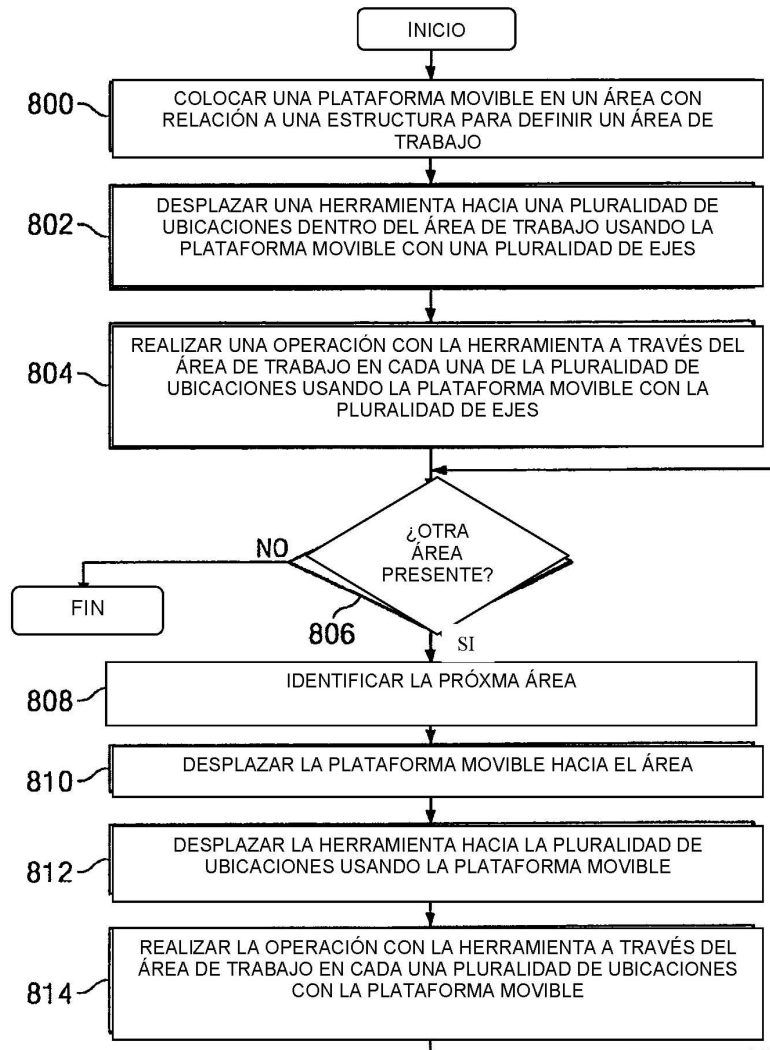 INICIO
800
COLOCAR UNA PLATAFORMA MOVIBLE EN UN ÁREA CON
RELACIÓN A UNA ESTRUCTURA PARA DEFINIR UN ÁREA DE
TRABAJO
802
DESPLAZAR UNA HERRAMIENTA HACIA UNA PLURALIDAD DE
UBICACIONES DENTRO DEL ÁREA DE TRABAJO USANDO LA
PLATAFORMA MOVIBLE CON UNA PLURALIDAD DE EJES
804
REALIZAR UNA OPERACIÓN CON LA HERRAMIENTA A TRAVÉS DEL
ÁREA DE TRABAJO EN CADA UNA DE LA PLURALIDAD DE
UBICACIONES USANDO LA PLATAFORMA MOVIBLE CON LA
PLURALIDAD DE EJES
¿OTRA
ÁREA
PRESENTE?
NO
FIN
806
SI
808
IDENTIFICAR LA PRÓXMA ÁREA
810
DESPLAZAR LA PLATAFORMA MOVIBLE HACIA EL ÁREA
812
DESPLAZAR LA HERRAMIENTA HACIA LA PLURALIDAD DE
UBICACIONES USANDO LA PLATAFORMA MOVIBLE
814
REALIZAR LA OPERACIÓN CON LA HERRAMIENTA A TRAVÉS DEL
ÁREA DE TRABAJO EN CADA UNA PLURALIDAD DE UBICACIONES
CON LA PLATAFORMA MOVIBLE